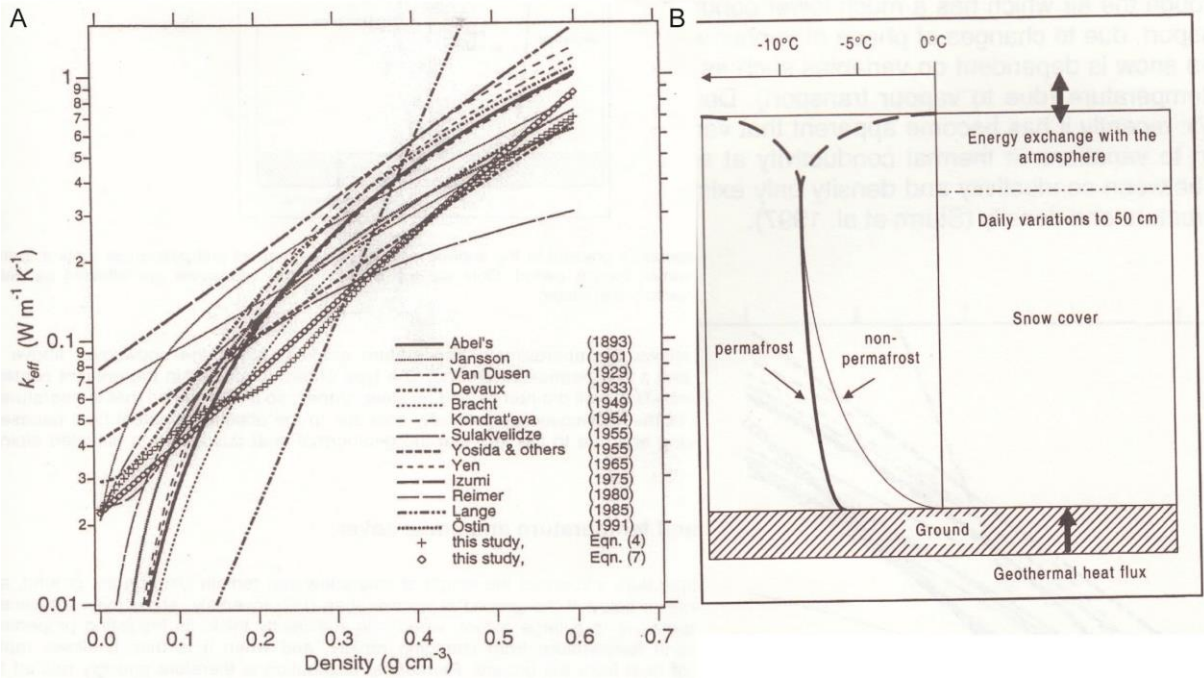 A
B
1
9
8
7
6
5
4
3
2
0.1
9
8
7
6
5
4
3
2
0.01
k_eff (W m⁻¹ K⁻¹)
Abel's (1893)
Jansson (1901)
Van Dusen (1929)
Devaux (1933)
Bracht (1949)
Kondrat'eva (1954)
Sulakvelidze (1955)
Yosida & others (1955)
Yen (1965)
Izumi (1975)
Reimer (1980)
Lange (1985)
Östin (1991)
this study, Eqn. (4)
this study, Eqn. (7)
0.0 0.1 0.2 0.3 0.4 0.5 0.6 0.7
Density (g cm⁻³)
-10°C -5°C 0°C
Energy exchange with the
atmosphere
Daily variations to 50 cm
Snow cover
permafrost
non-
permafrost
Ground
Geothermal heat flux